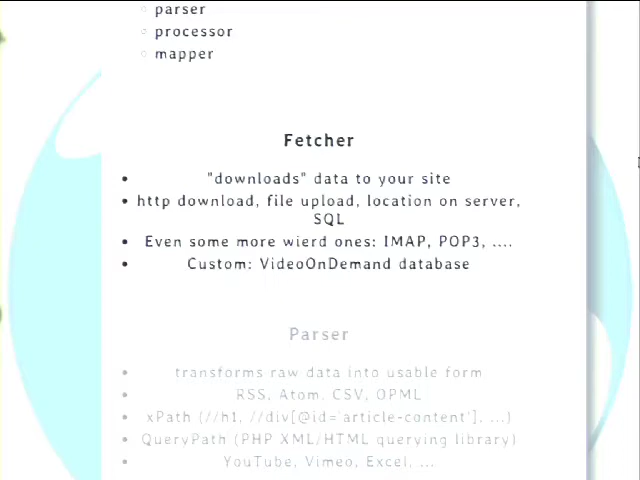 parser
processor
mapper
Fetcher
"downloads" data to your site
http download, file upload, location on server,
SQL
Even some more wierd ones: IMAP, POP3, ....
Custom: VideoOnDemand database
Parser
transforms raw data into usable form
RSS, Atom, CSV, OPML
xPath (//h1, //div[@id='article-content'], ...)
QueryPath (PHP XML/HTML querying library)
YouTube, Vimeo, Excel, ...